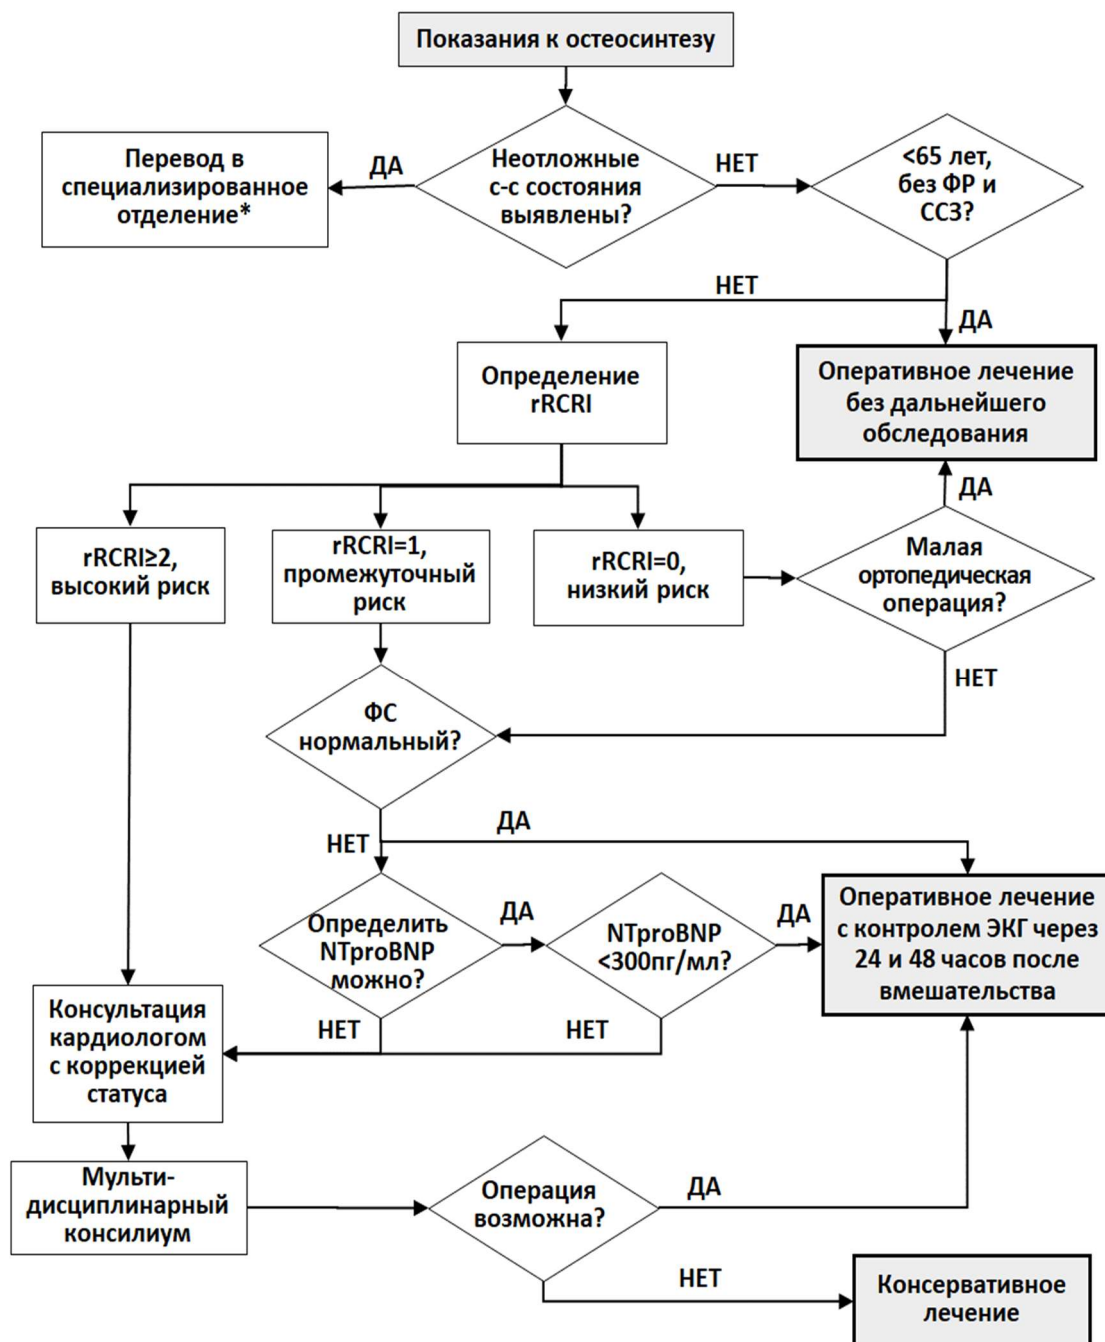 Показания к остеосинтезу
Перевод в
специализированное
отделение*
ДА
Неотложные
с-с состояния
выявлены?
НЕТ
<65 лет,
без ФР и
ССЗ?
НЕТ
ДА
Определение
rRCRI
Оперативное лечение
без дальнейшего
обследования
ДА
rRCRI≥2,
высокий риск
rRCRI=1,
промежуточный
риск
rRCRI=0,
низкий риск
Малая
ортопедическая
операция?
НЕТ
ФС
нормальный?
ДА
НЕТ
Определить
NTproBNP
можно?
ДА
NTproBNP
<300пг/мл?
ДА
Оперативное лечение
с контролем ЭКГ через
24 и 48 часов после
вмешательства
НЕТ
НЕТ
Консультация
кардиологом
с коррекцией
статуса
Мульти-
дисциплинарный
консилиум
Операция
возможна?
ДА
НЕТ
Консервативное
лечение